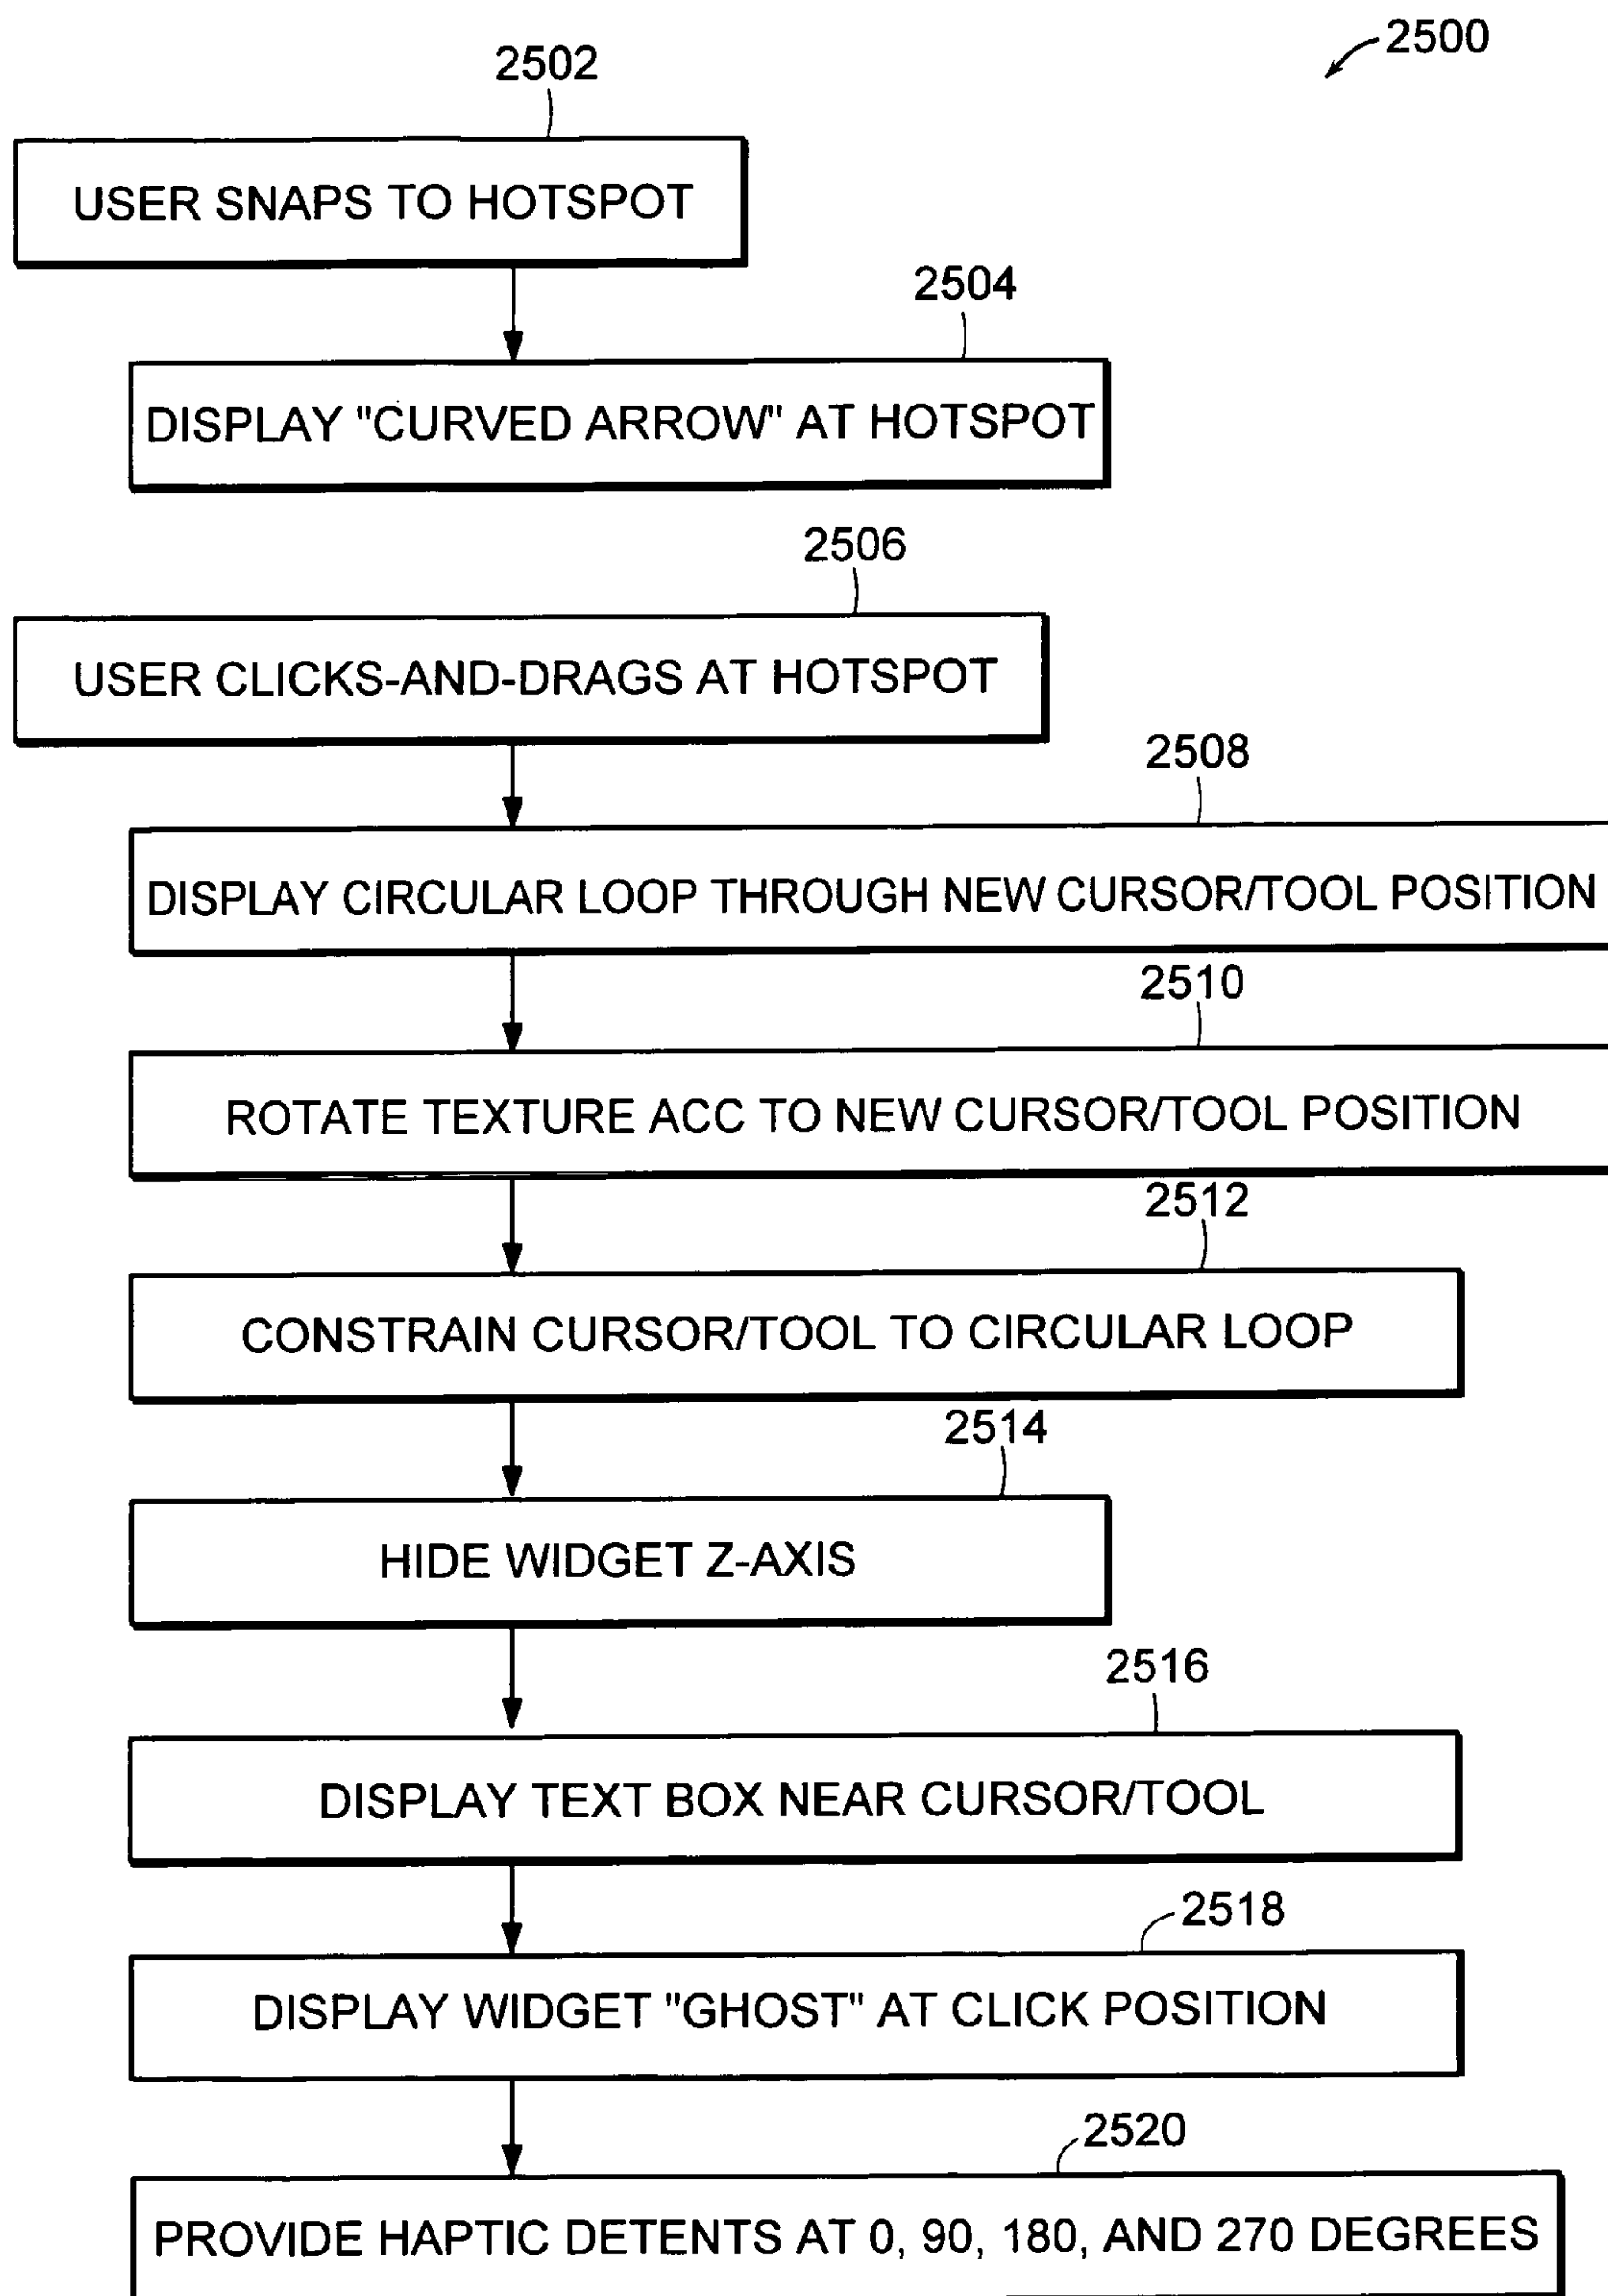 2500
2502
USER SNAPS TO HOTSPOT
2504
DISPLAY "CURVED ARROW" AT HOTSPOT
2506
USER CLICKS-AND-DRAGS AT HOTSPOT
2508
DISPLAY CIRCULAR LOOP THROUGH NEW CURSOR/TOOL POSITION
2510
ROTATE TEXTURE ACC TO NEW CURSOR/TOOL POSITION
2512
CONSTRAIN CURSOR/TOOL TO CIRCULAR LOOP
2514
HIDE WIDGET Z-AXIS
2516
DISPLAY TEXT BOX NEAR CURSOR/TOOL
2518
DISPLAY WIDGET "GHOST" AT CLICK POSITION
2520
PROVIDE HAPTIC DETENTS AT 0, 90, 180, AND 270 DEGREES